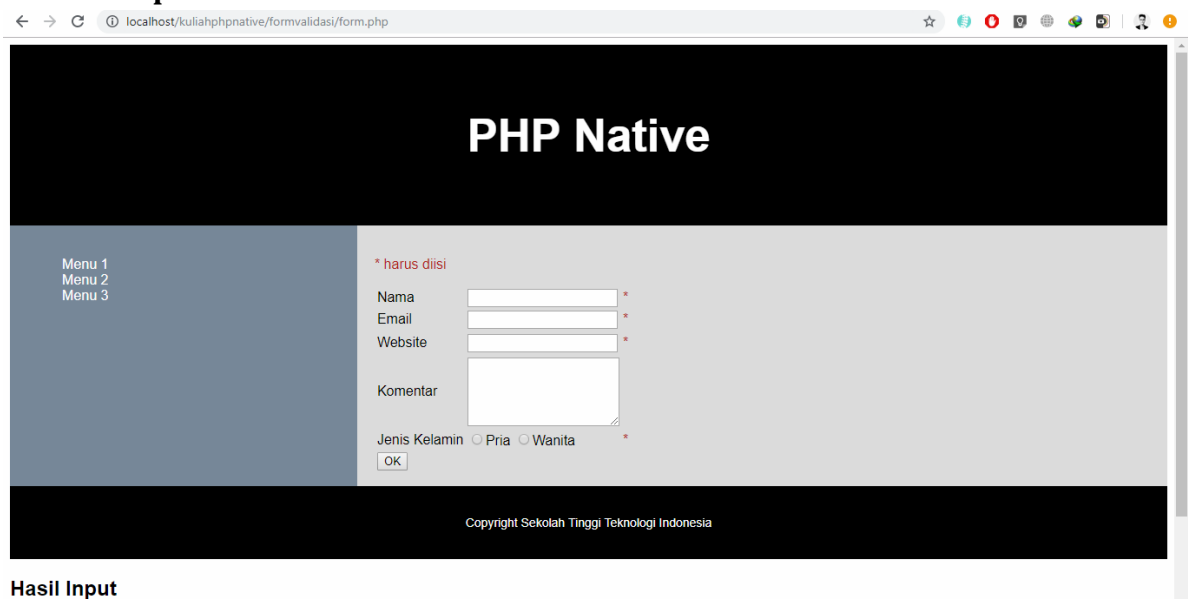 localhost/kuliahphpnative/formvalidasi/form.php
PHP Native
Menu 1
Menu 2
Menu 3
* harus diisi
Nama *
Email *
Website *
Komentar
Jenis Kelamin Pria Wanita *
OK
Copyright Sekolah Tinggi Teknologi Indonesia
Hasil Input